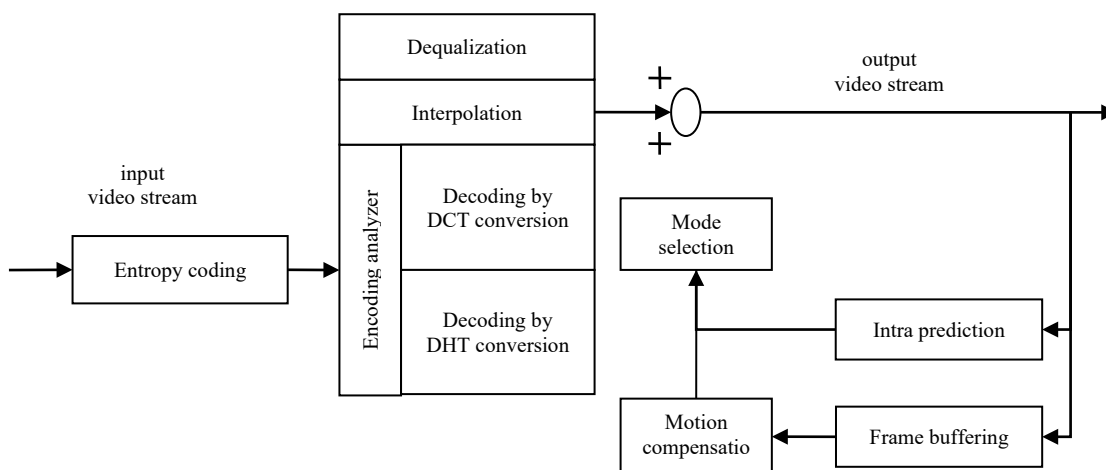 Dequalization
Interpolation
output
video stream
+
+
input
video stream
Entropy coding
Encoding analyzer
Decoding by
DCT conversion
Decoding by
DHT conversion
Mode
selection
Intra prediction
Motion
compensatio
Frame buffering